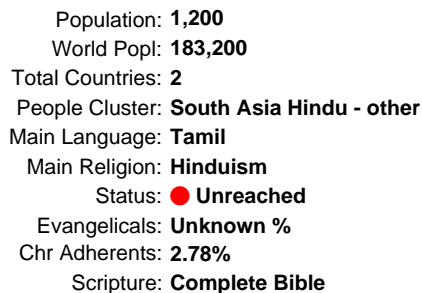 Population: 1,200
World Popl: 183,200
Total Countries: 2
People Cluster: South Asia Hindu - other
Main Language: Tamil
Main Religion: Hinduism
Status: Unreached
Evangelicals: Unknown %
Chr Adherents: 2.78%
Scripture: Complete Bible